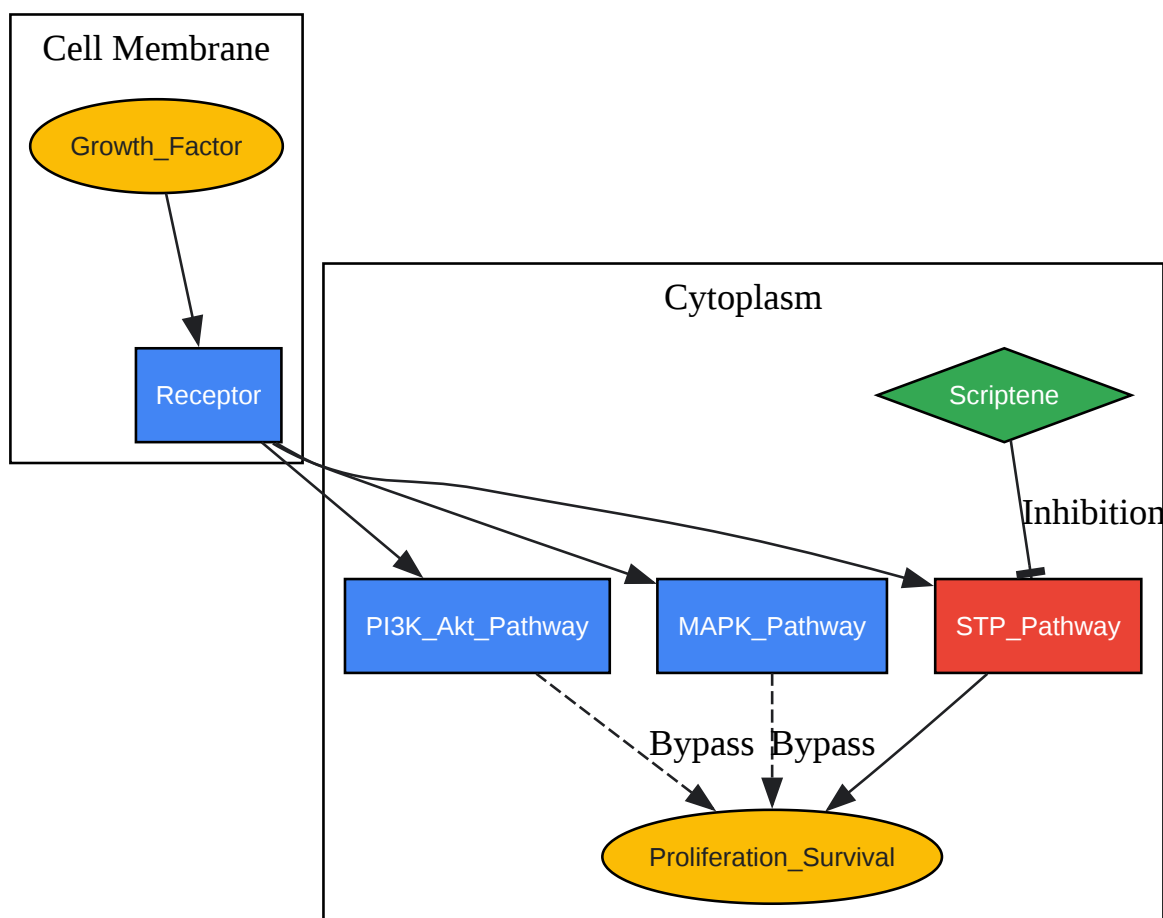 Cell Membrane
Growth_Factor
Receptor
Cytoplasm
Scriptene
Inhibition
PI3K_Akt_Pathway
MAPK_Pathway
STP_Pathway
Bypass
Bypass
Proliferation_Survival